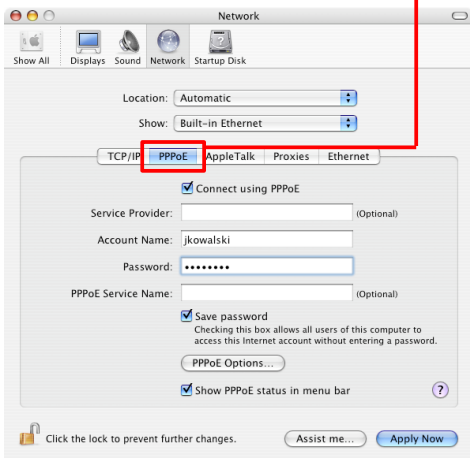 Network
Show All Displays Sound Network Startup Disk
Location: Automatic
Show: Built-in Ethernet
TCP/IP PPPoE AppleTalk Proxies Ethernet
Connect using PPPoE
Service Provider: (Optional)
Account Name: jkowalski
Password: ••••••••
PPPoE Service Name: (Optional)
Save password
Checking this box allows all users of this computer to
access this Internet account without entering a password.
PPPoE Options...
Show PPPoE status in menu bar ?
Click the lock to prevent further changes. Assist me... Apply Now